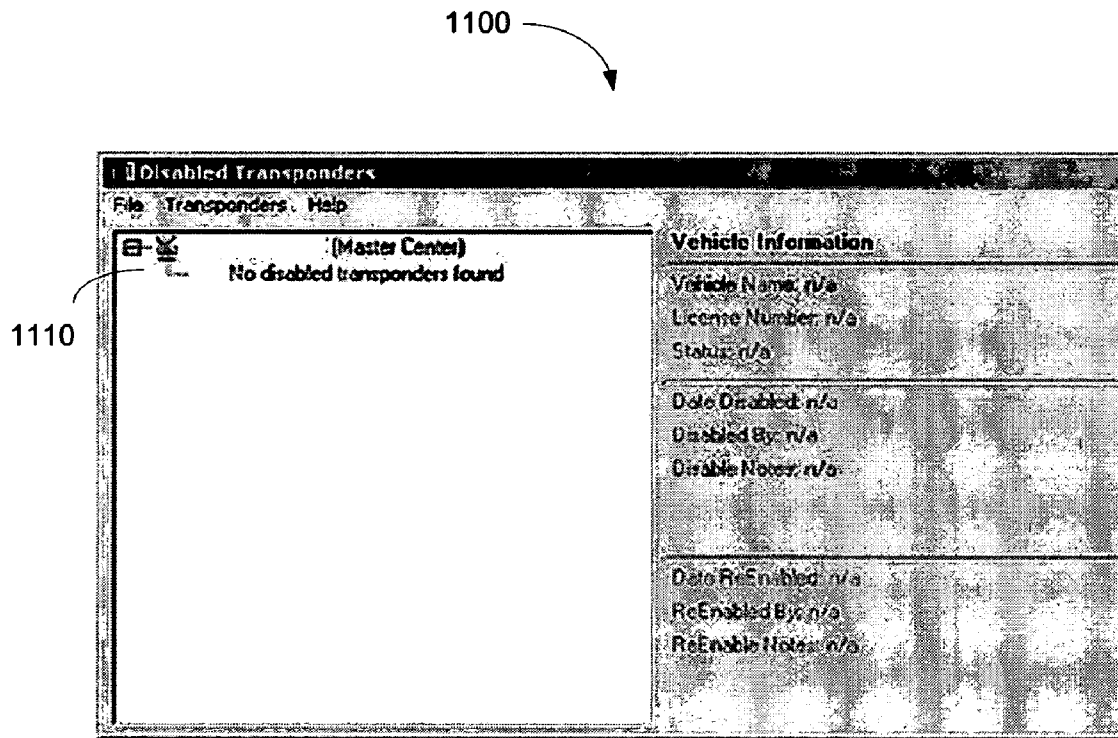 1100
Disabled Transponders
File Transponders Help
(Master Center)
No disabled transponders found
1110
Vehicle Information
Vehicle Name: n/a
License Number: n/a
Status: n/a
Date Disabled: n/a
Disabled By: n/a
Disable Notes: n/a
Date ReEnabled: n/a
ReEnabled By: n/a
ReEnable Notes: n/a